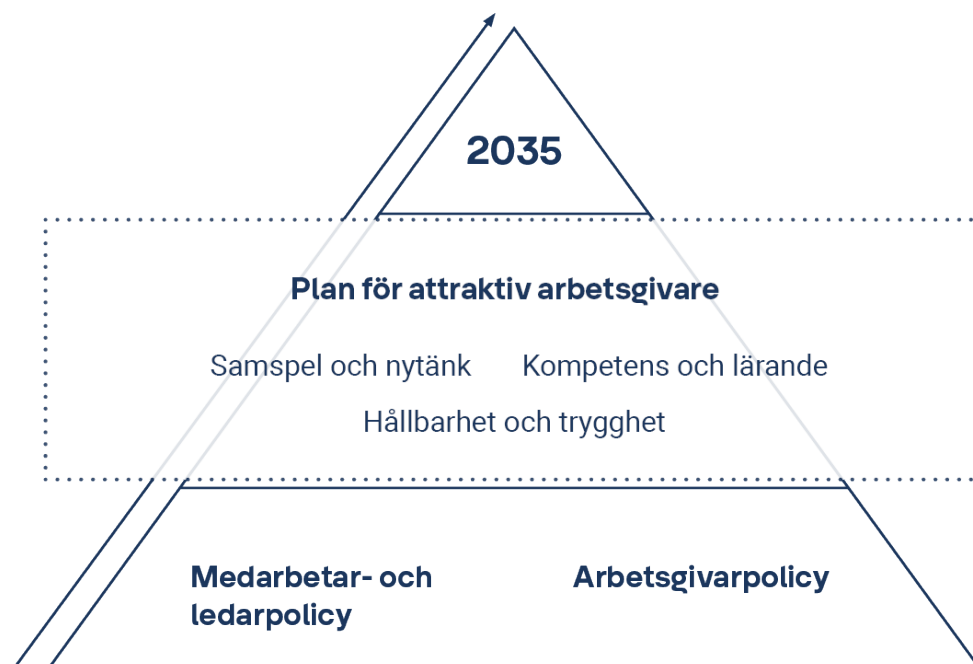 2035
Plan för attraktiv arbetsgivare
Samspel och nytänk Kompetens och lärande
Hållbarhet och trygghet
Medarbetar- och
ledarpolicy
Arbetsgivarpolicy